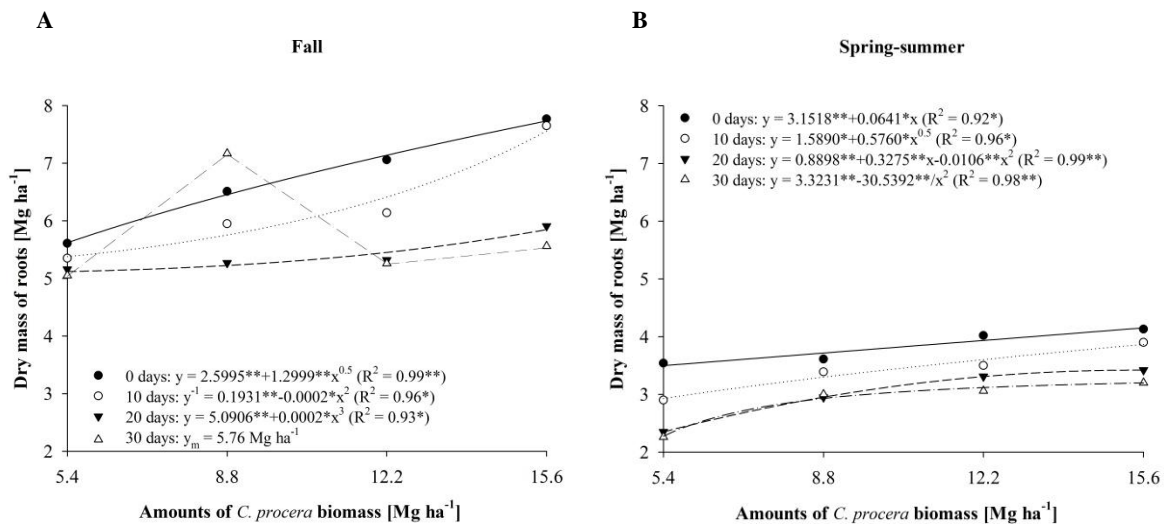 A
Fall
Dry mass of roots [Mg ha⁻¹]
8
7
6
5
4
3
2
● 0 days: y = 2.5995**+1.2999**x⁰·⁵ (R² = 0.99**)
○ 10 days: y⁻¹ = 0.1931**-0.0002*x² (R² = 0.96*)
▼ 20 days: y = 5.0906**+0.0002*x³ (R² = 0.93*)
△ 30 days: yₘ = 5.76 Mg ha⁻¹
5.4 8.8 12.2 15.6
Amounts of C. procera biomass [Mg ha⁻¹]
B
Spring-summer
Dry mass of roots [Mg ha⁻¹]
8
7
6
5
4
3
2
● 0 days: y = 3.1518**+0.0641*x (R² = 0.92*)
○ 10 days: y = 1.5890*+0.5760*x⁰·⁵ (R² = 0.96*)
▼ 20 days: y = 0.8898**+0.3275**x-0.0106**x² (R² = 0.99**)
△ 30 days: y = 3.3231**-30.5392**/x² (R² = 0.98**)
5.4 8.8 12.2 15.6
Amounts of C. procera biomass [Mg ha⁻¹]